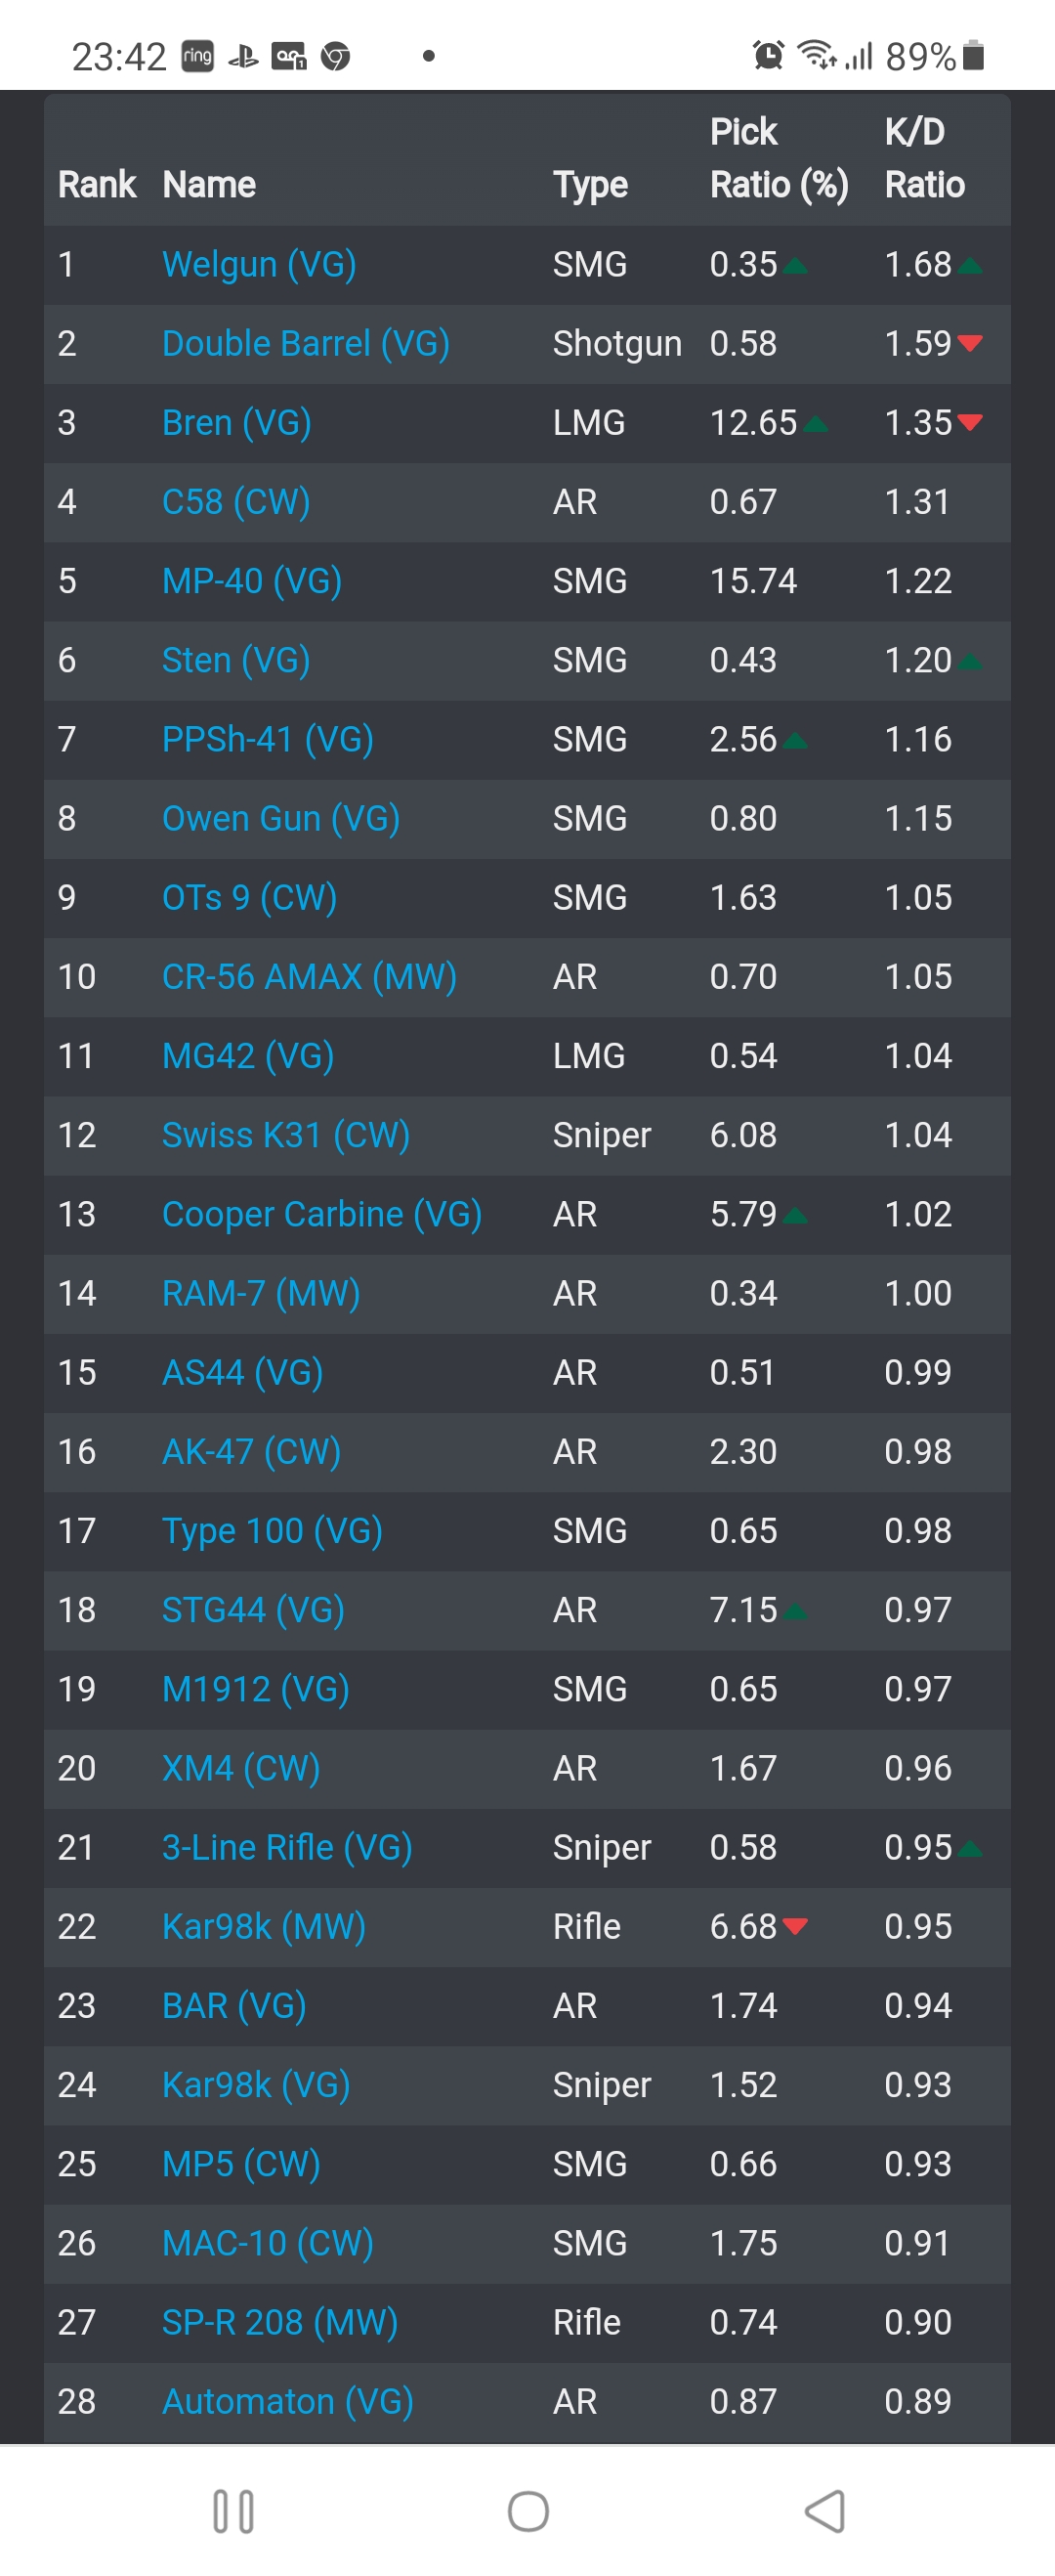 23:42 ring 1 89%
Rank Name Type Pick Ratio (%) K/D Ratio
1 Welgun (VG) SMG 0.35 1.68
2 Double Barrel (VG) Shotgun 0.58 1.59
3 Bren (VG) LMG 12.65 1.35
4 C58 (CW) AR 0.67 1.31
5 MP-40 (VG) SMG 15.74 1.22
6 Sten (VG) SMG 0.43 1.20
7 PPSh-41 (VG) SMG 2.56 1.16
8 Owen Gun (VG) SMG 0.80 1.15
9 OTs 9 (CW) SMG 1.63 1.05
10 CR-56 AMAX (MW) AR 0.70 1.05
11 MG42 (VG) LMG 0.54 1.04
12 Swiss K31 (CW) Sniper 6.08 1.04
13 Cooper Carbine (VG) AR 5.79 1.02
14 RAM-7 (MW) AR 0.34 1.00
15 AS44 (VG) AR 0.51 0.99
16 AK-47 (CW) AR 2.30 0.98
17 Type 100 (VG) SMG 0.65 0.98
18 STG44 (VG) AR 7.15 0.97
19 M1912 (VG) SMG 0.65 0.97
20 XM4 (CW) AR 1.67 0.96
21 3-Line Rifle (VG) Sniper 0.58 0.95
22 Kar98k (MW) Rifle 6.68 0.95
23 BAR (VG) AR 1.74 0.94
24 Kar98k (VG) Sniper 1.52 0.93
25 MP5 (CW) SMG 0.66 0.93
26 MAC-10 (CW) SMG 1.75 0.91
27 SP-R 208 (MW) Rifle 0.74 0.90
28 Automaton (VG) AR 0.87 0.89